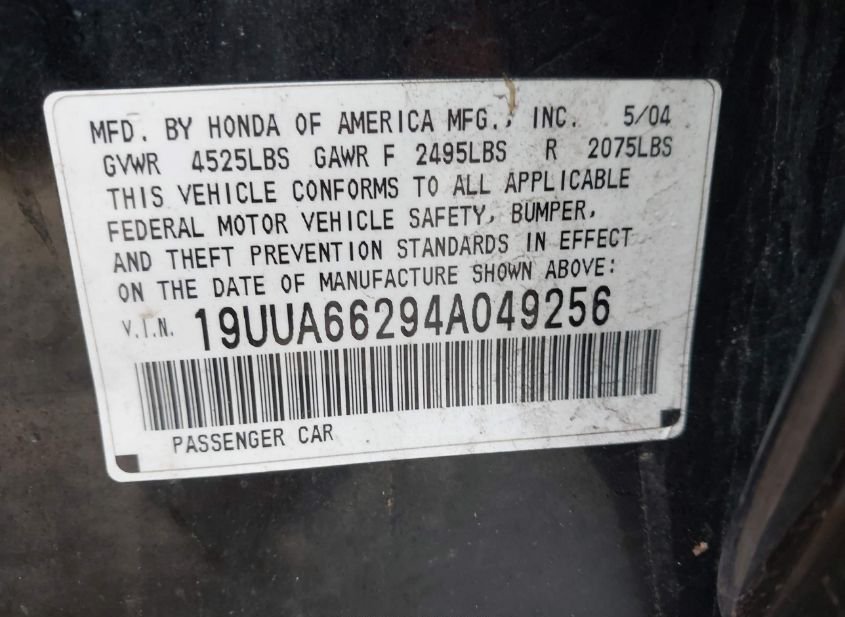 MFD. BY HONDA OF AMERICA MFG., INC. 5/04
GVWR 4525LBS GAWR F 2495LBS R 2075LBS
THIS VEHICLE CONFORMS TO ALL APPLICABLE
FEDERAL MOTOR VEHICLE SAFETY, BUMPER,
AND THEFT PREVENTION STANDARDS IN EFFECT
ON THE DATE OF MANUFACTURE SHOWN ABOVE:
V.I.N. 19UUA66294A049256
PASSENGER CAR